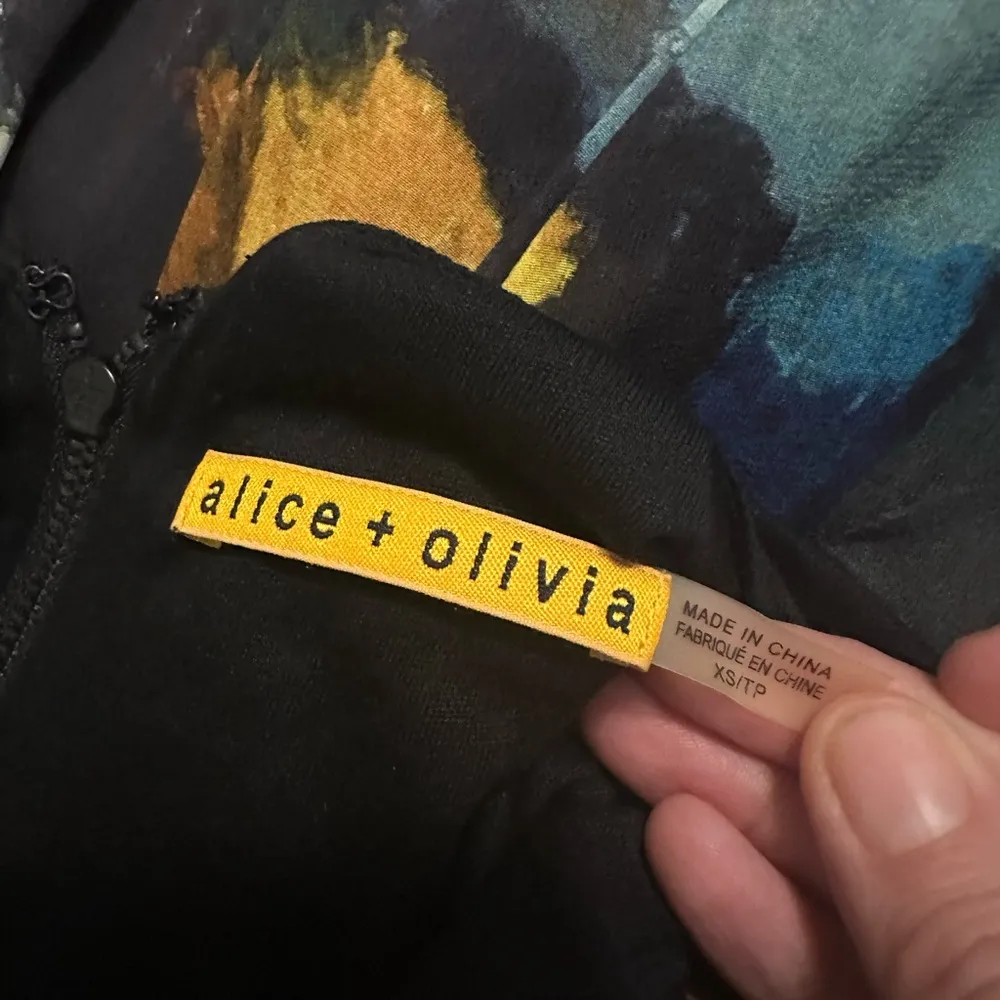 alice + olivia
MADE IN CHINA
FABRIQUÉ EN CHINE
XS/TP